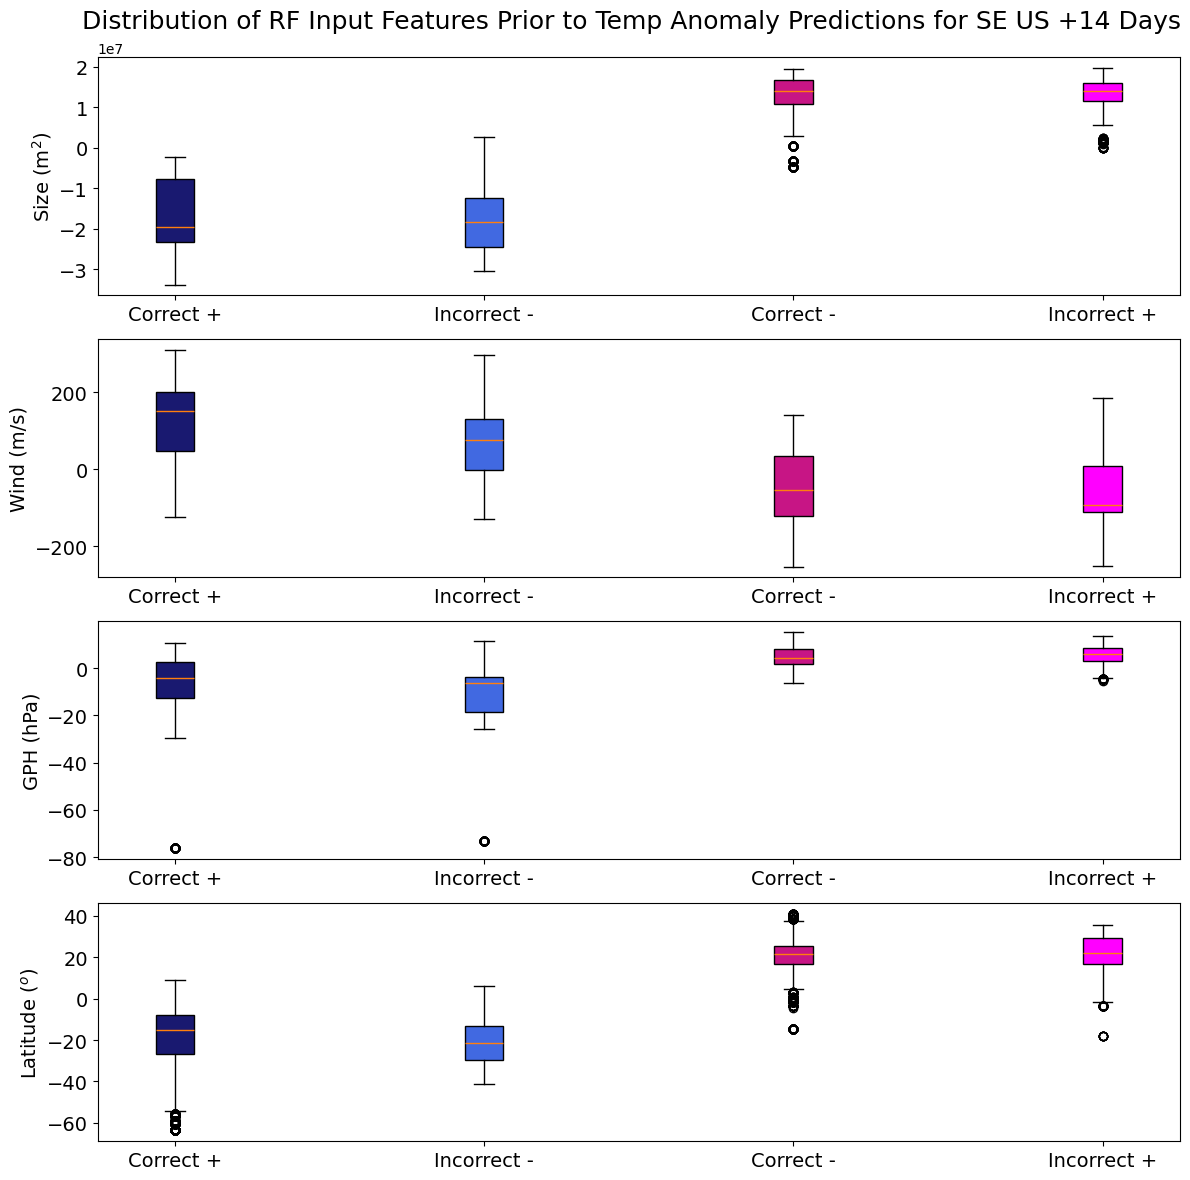 Distribution of RF Input Features Prior to Temp Anomaly Predictions for SE US +14 Days
1e7
Size (m²)
2
1
0
−1
−2
−3
Correct + Incorrect - Correct - Incorrect +
Wind (m/s)
200
0
−200
Correct + Incorrect - Correct - Incorrect +
GPH (hPa)
0
−20
−40
−60
−80
Correct + Incorrect - Correct - Incorrect +
Latitude (ᵒ)
40
20
0
−20
−40
−60
Correct + Incorrect - Correct - Incorrect +